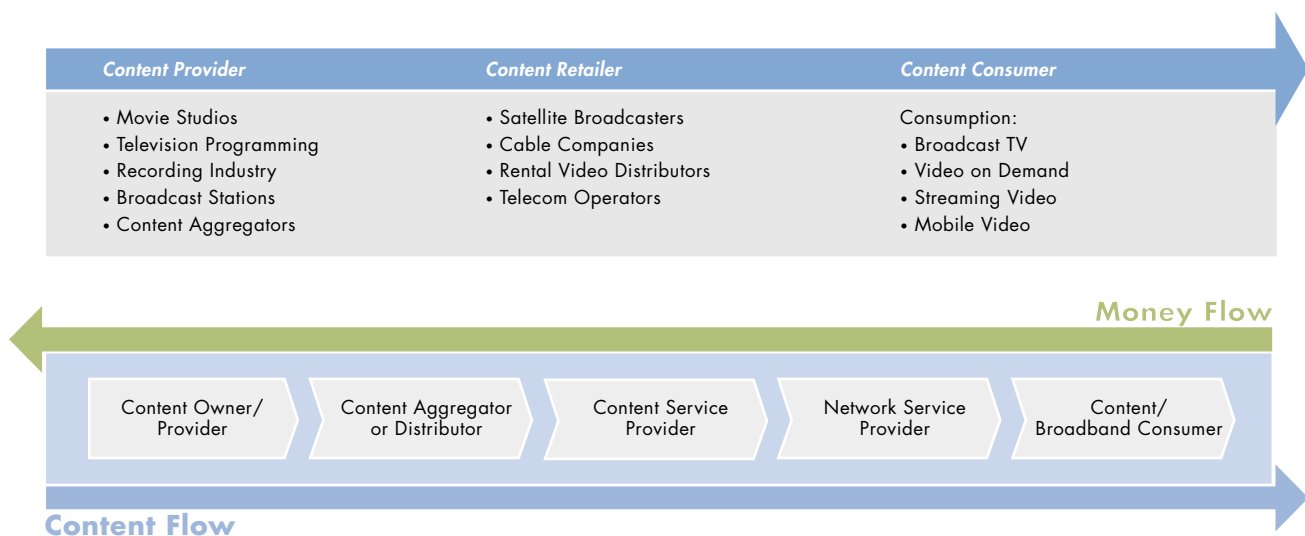 Content Provider
• Movie Studios
• Television Programming
• Recording Industry
• Broadcast Stations
• Content Aggregators
Content Retailer
• Satellite Broadcasters
• Cable Companies
• Rental Video Distributors
• Telecom Operators
Content Consumer
Consumption:
• Broadcast TV
• Video on Demand
• Streaming Video
• Mobile Video
Money Flow
Content Owner/
Provider
Content Aggregator
or Distributor
Content Service
Provider
Network Service
Provider
Content/
Broadband Consumer
Content Flow